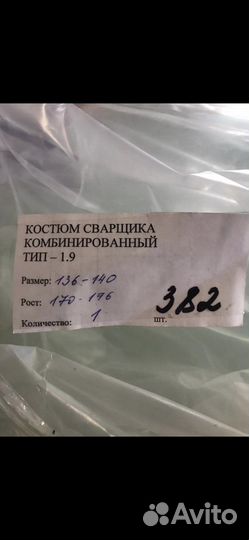 КОСТЮМ СВАРЩИКА
КОМБИНИРОВАННЫЙ
ТИП – 1.9
Размер: 136-140
Рост: 170-176
Количество: 1 шт.
382
Avito